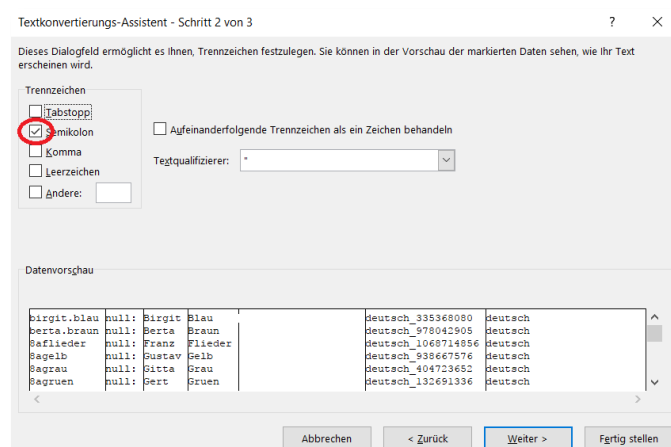 Textkonvertierungs-Assistent - Schritt 2 von 3 ? ×
Dieses Dialogfeld ermöglicht es Ihnen, Trennzeichen festzulegen. Sie können in der Vorschau der markierten Daten sehen, wie Ihr Text
erscheinen wird.
Trennzeichen
Tabstopp
Semikolon
Komma
Leerzeichen
Andere:
Aufeinanderfolgende Trennzeichen als ein Zeichen behandeln
Textqualifizierer: "
Datenvorschau
birgit.blau null: Birgit Blau deutsch_335368080 deutsch
berta.braun null: Berta Braun deutsch_978042905 deutsch
8aflieder null: Franz Flieder deutsch_1068714856 deutsch
8agelb null: Gustav Gelb deutsch_938667576 deutsch
8agrau null: Gitta Grau deutsch_404723652 deutsch
8agruen null: Gert Gruen deutsch_132691336 deutsch
Abbrechen < Zurück Weiter > Fertig stellen